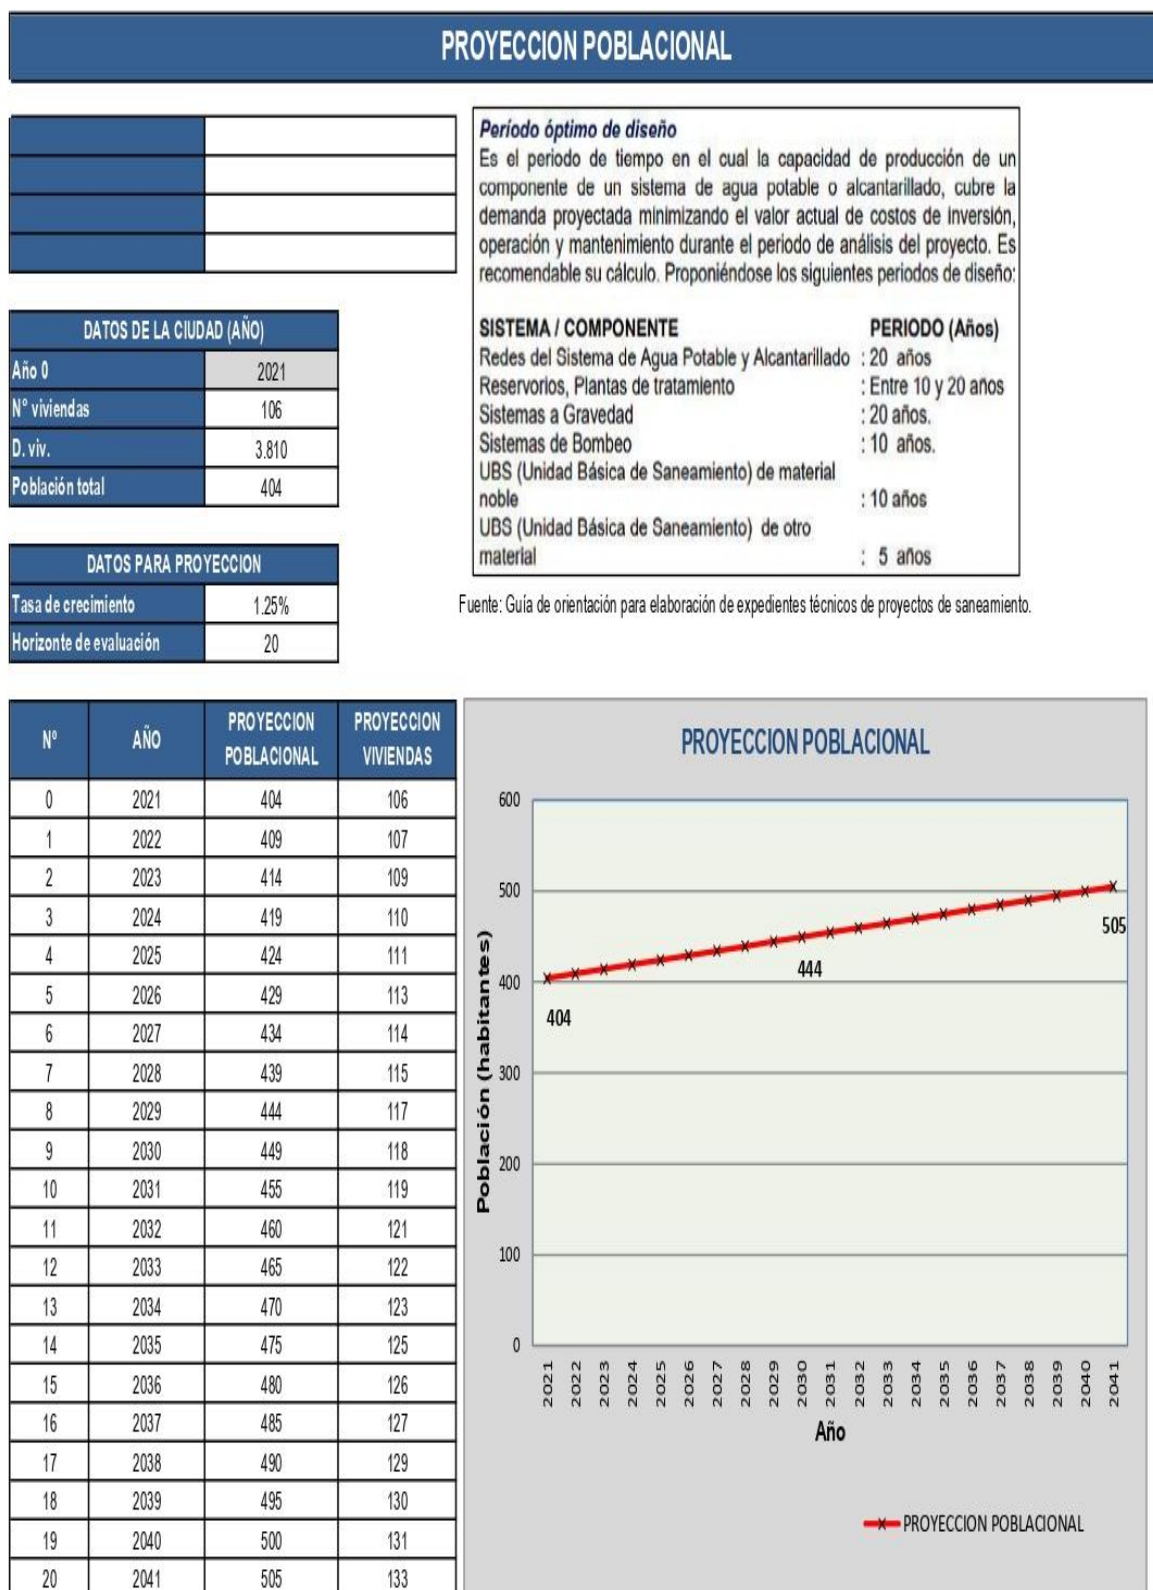 PROYECCION POBLACIONAL
Período óptimo de diseño
Es el periodo de tiempo en el cual la capacidad de producción de un
componente de un sistema de agua potable o alcantarillado, cubre la
demanda proyectada minimizando el valor actual de costos de inversión,
operación y mantenimiento durante el periodo de análisis del proyecto. Es
recomendable su cálculo. Proponiéndose los siguientes periodos de diseño:
SISTEMA / COMPONENTE PERIODO (Años)
Redes del Sistema de Agua Potable y Alcantarillado : 20 años
Reservorios, Plantas de tratamiento : Entre 10 y 20 años
Sistemas a Gravedad : 20 años.
Sistemas de Bombeo : 10 años.
UBS (Unidad Básica de Saneamiento) de material
noble : 10 años
UBS (Unidad Básica de Saneamiento) de otro
material : 5 años
Fuente: Guía de orientación para elaboración de expedientes técnicos de proyectos de saneamiento.
DATOS DE LA CIUDAD (AÑO)
Año 0 2021
N° viviendas 106
D. viv. 3.810
Población total 404
DATOS PARA PROYECCION
Tasa de crecimiento 1.25%
Horizonte de evaluación 20
Nº AÑO PROYECCION POBLACIONAL PROYECCION VIVIENDAS
0 2021 404 106
1 2022 409 107
2 2023 414 109
3 2024 419 110
4 2025 424 111
5 2026 429 113
6 2027 434 114
7 2028 439 115
8 2029 444 117
9 2030 449 118
10 2031 455 119
11 2032 460 121
12 2033 465 122
13 2034 470 123
14 2035 475 125
15 2036 480 126
16 2037 485 127
17 2038 490 129
18 2039 495 130
19 2040 500 131
20 2041 505 133
PROYECCION POBLACIONAL
Población (habitantes)
600
500
400
300
200
100
0
404
444
505
2021 2022 2023 2024 2025 2026 2027 2028 2029 2030 2031 2032 2033 2034 2035 2036 2037 2038 2039 2040 2041
Año
PROYECCION POBLACIONAL